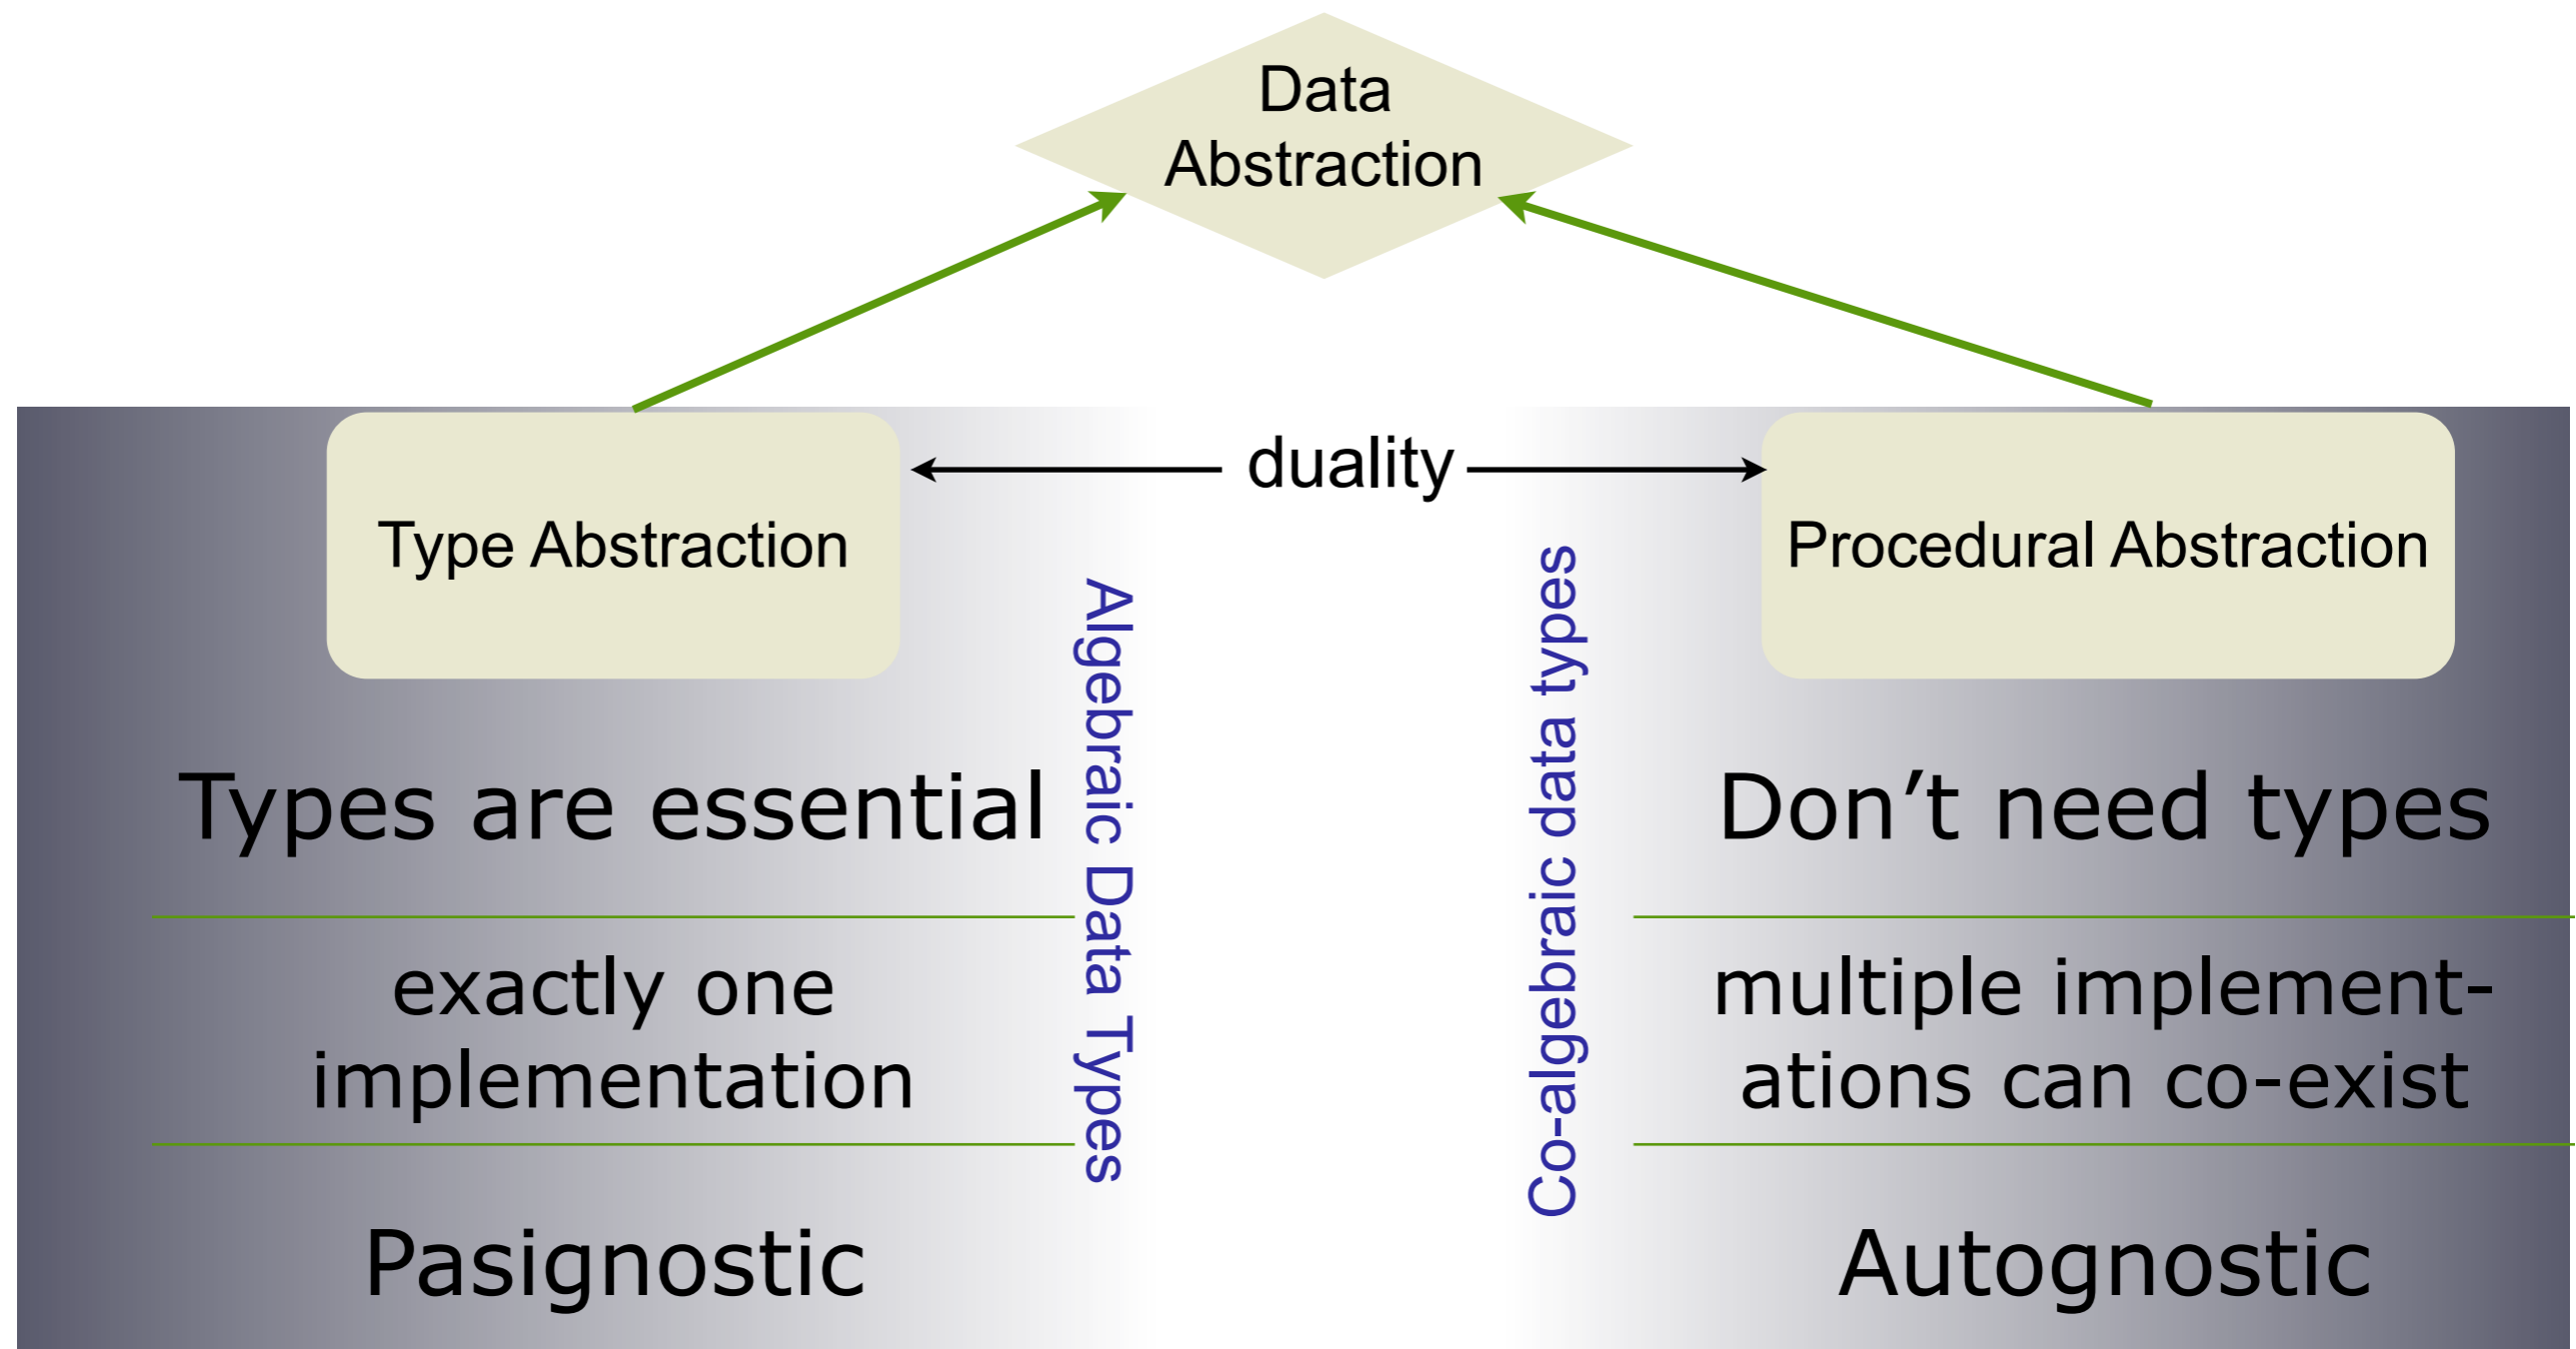 Data
Abstraction
duality
Type Abstraction
Procedural Abstraction
Algebraic Data Types
Co-algebraic data types
Types are essential
Don’t need types
exactly one
implementation
multiple implement-
ations can co-exist
Pasignostic
Autognostic